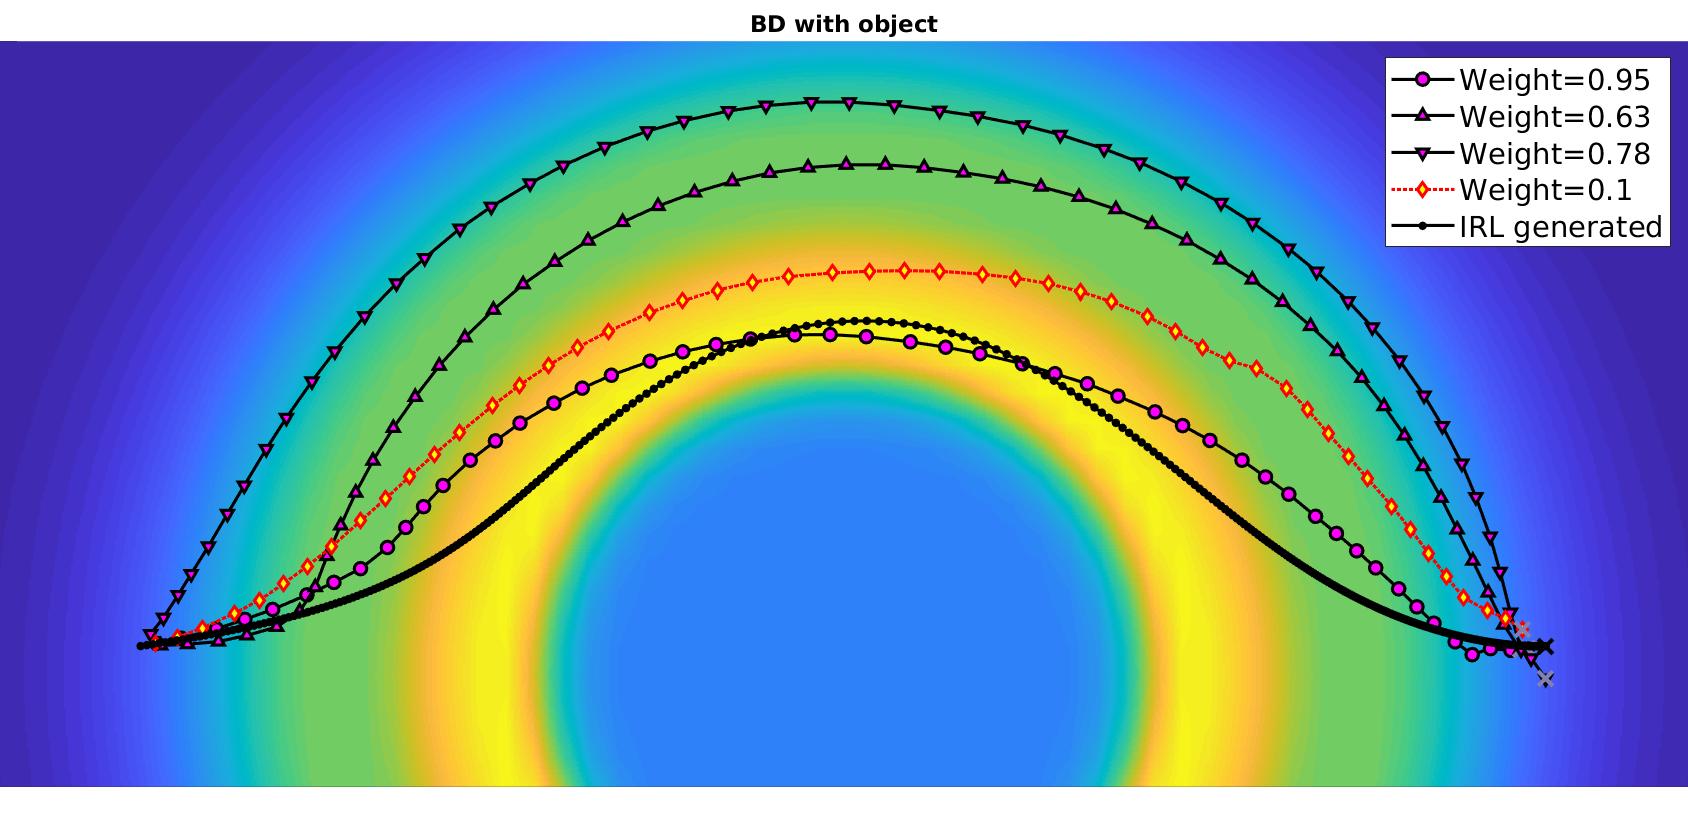 BD with object
Weight=0.95
Weight=0.63
Weight=0.78
Weight=0.1
IRL generated